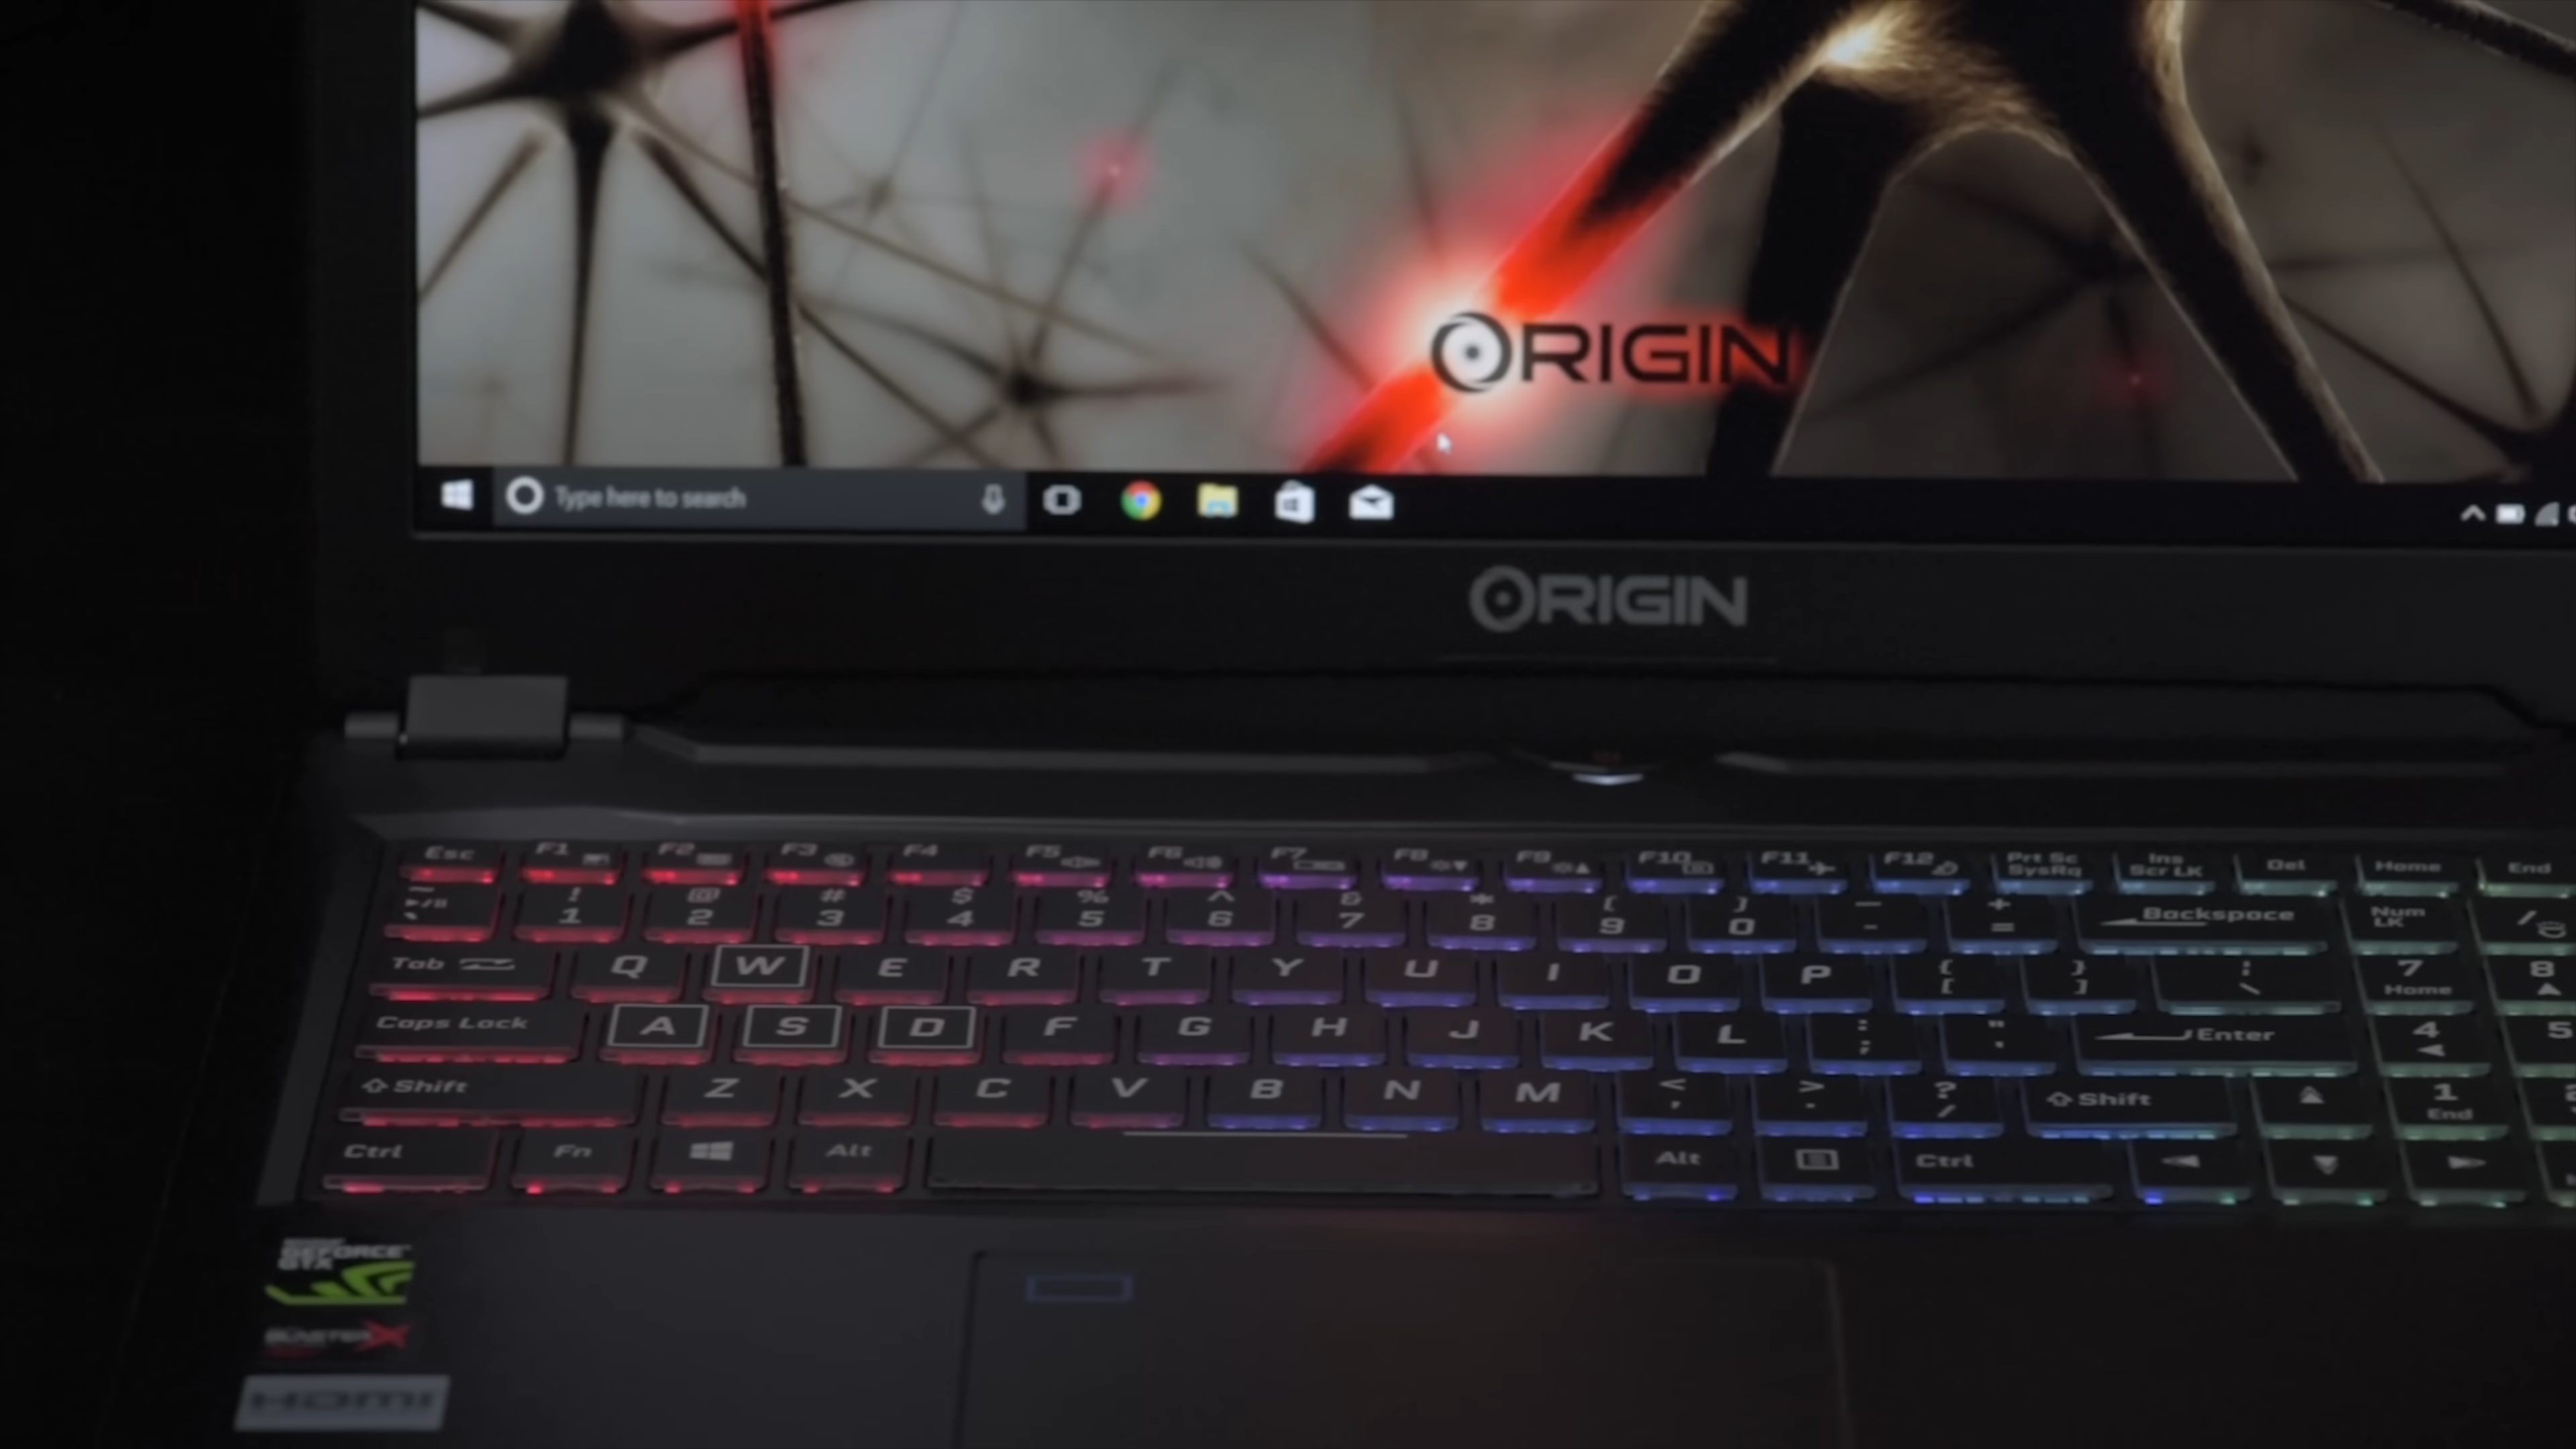 ORIGIN
Type here to search
ORIGIN
Esc F1 F2 F3 F4 F5 F6 F7 F8 F9 F10 F11 F12 Prt Sc Ins Del Home End
SysRq Scr LK
~ ! @ # $ % ^ & * ( ) — + Backspace Num /
` 1 2 3 4 5 6 7 8 9 0 - = LK
Tab Q W E R T Y U I O P { } | 7 8
[ ] \ Home
Caps Lock A S D F G H J K L : " Enter 4 5
; '
Shift Z X C V B N M < > ? Shift 1
, . / End
Ctrl Fn Alt Alt Ctrl
GEFORCE
GTX
BLASTERX
HDMI